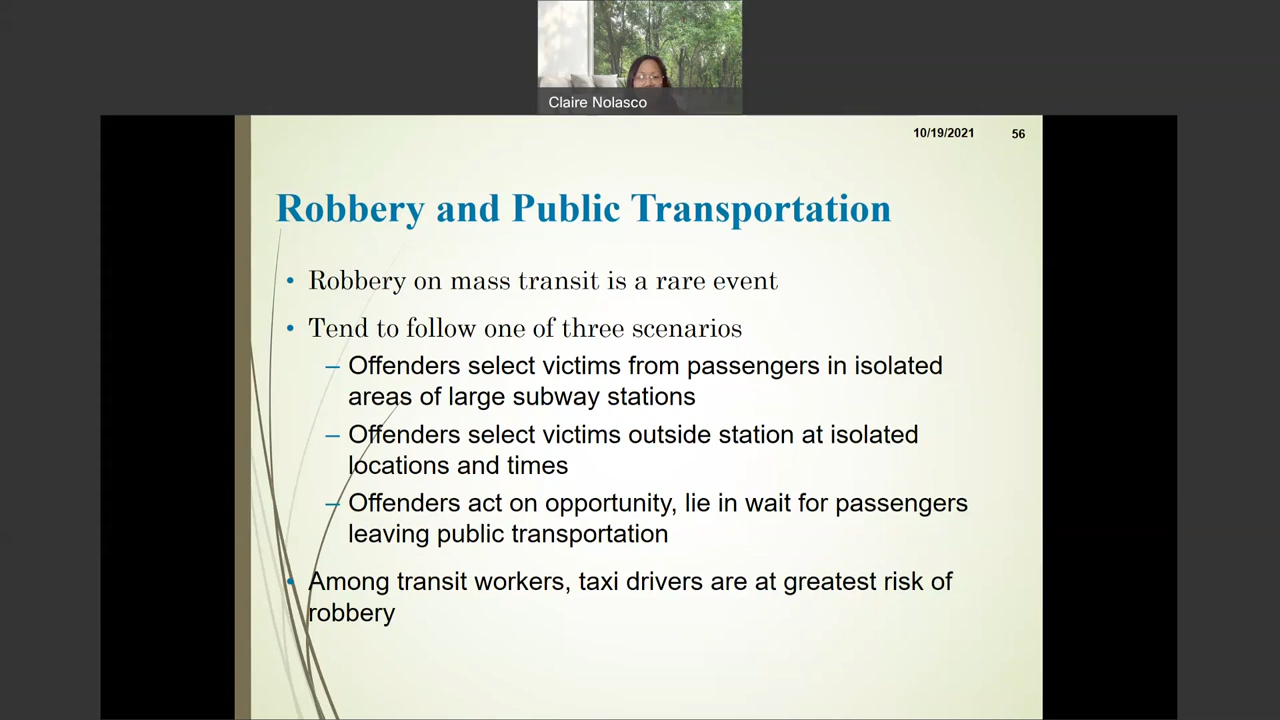 Claire Nolasco
10/19/2021 56
Robbery and Public Transportation
• Robbery on mass transit is a rare event
• Tend to follow one of three scenarios
– Offenders select victims from passengers in isolated
areas of large subway stations
– Offenders select victims outside station at isolated
locations and times
– Offenders act on opportunity, lie in wait for passengers
leaving public transportation
• Among transit workers, taxi drivers are at greatest risk of
robbery